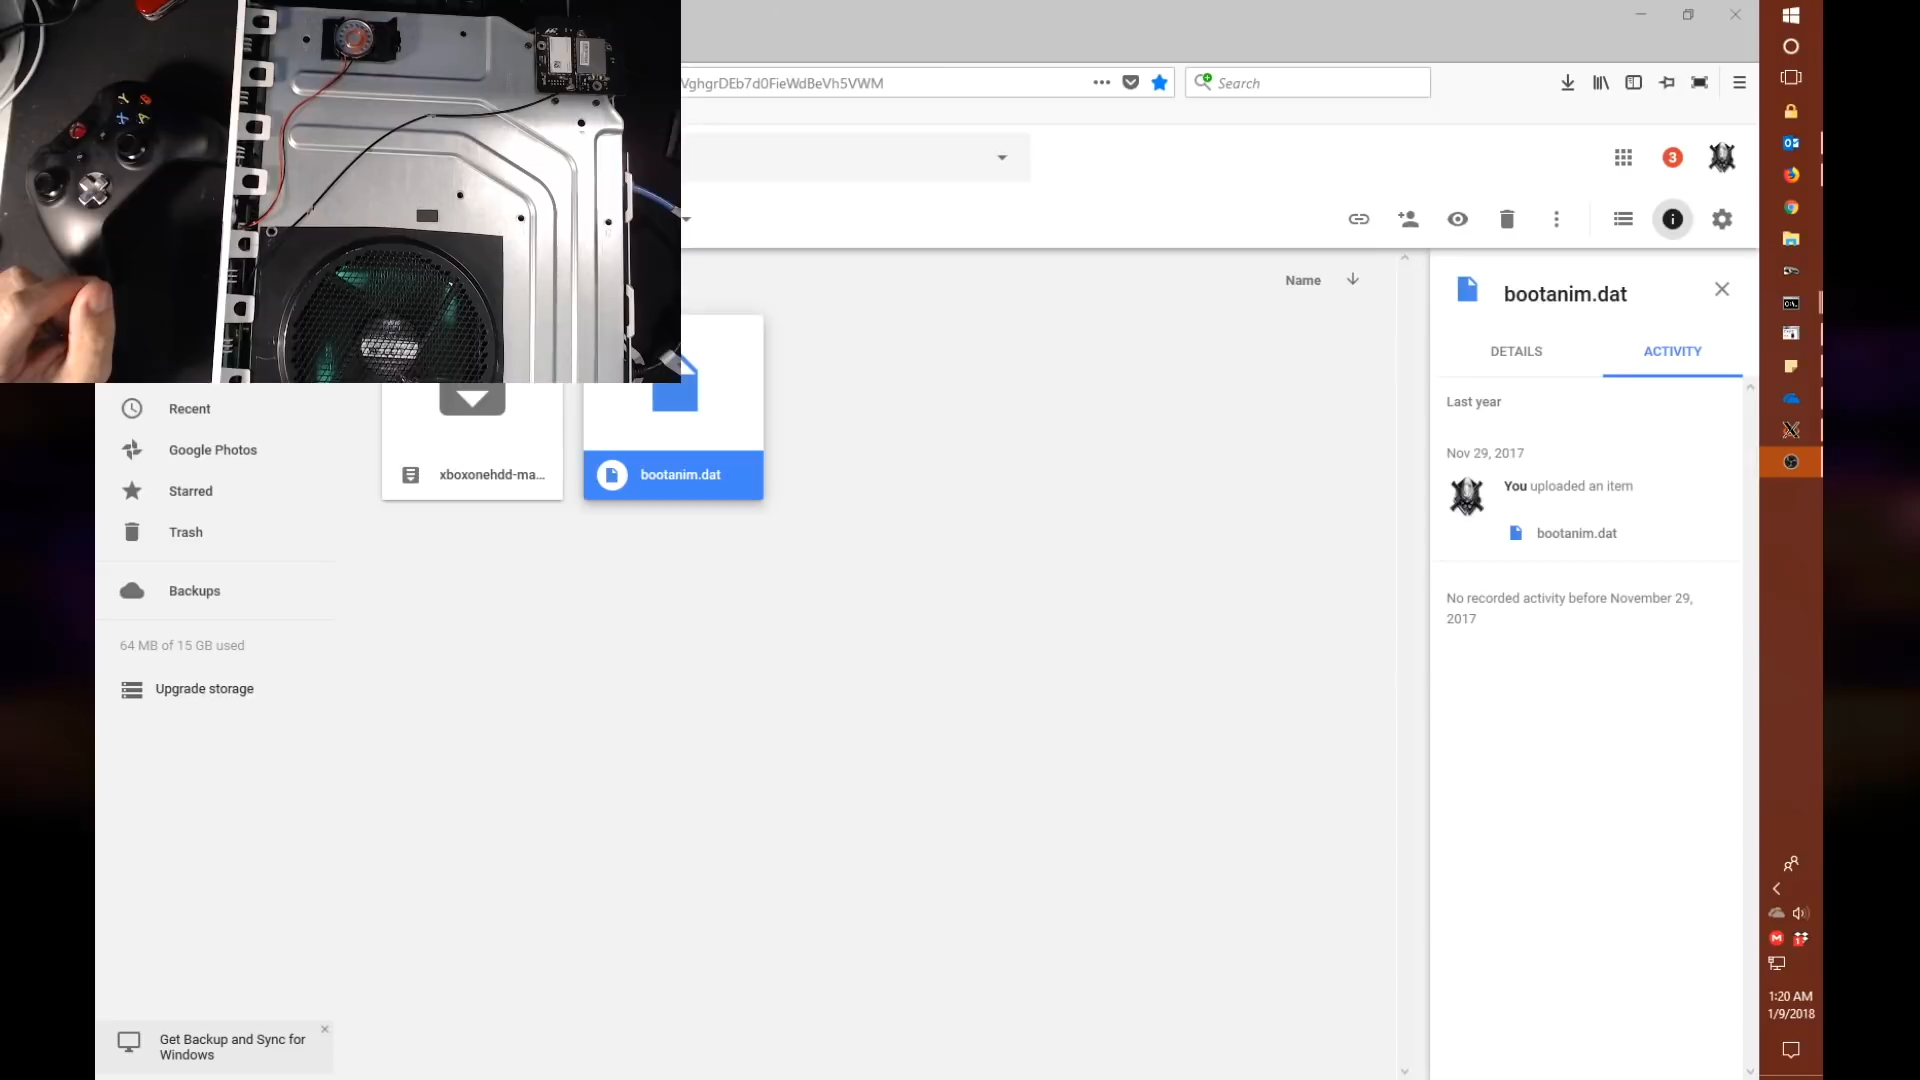 VghgrDEb7d0FieWdBeVh5VWM
Search
3
Name
bootanim.dat
DETAILS
ACTIVITY
Last year
Nov 29, 2017
You uploaded an item
bootanim.dat
No recorded activity before November 29,
2017
xboxonehdd-ma...
bootanim.dat
Recent
Google Photos
Starred
Trash
Backups
64 MB of 15 GB used
Upgrade storage
Get Backup and Sync for
Windows
1:20 AM
1/9/2018
Y
B
X
A